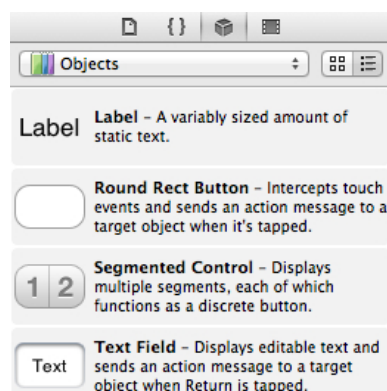 { }
Objects
Label
Label – A variably sized amount of
static text.
Round Rect Button – Intercepts touch
events and sends an action message to a
target object when it's tapped.
1 2
Segmented Control – Displays
multiple segments, each of which
functions as a discrete button.
Text
Text Field – Displays editable text and
sends an action message to a target
object when Return is tapped.